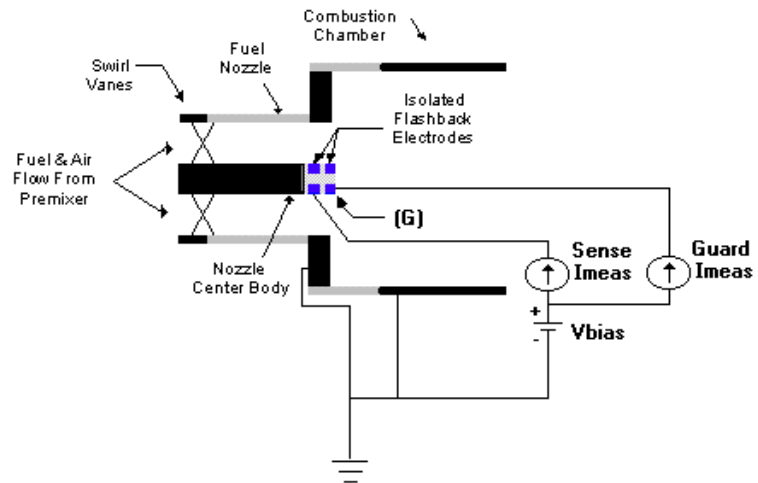 Combustion
Chamber
Fuel
Nozzle
Swirl
Vanes
Isolated
Flashback
Electrodes
Fuel & Air
Flow From
Premixer
(G)
Nozzle
Center Body
Sense
Imeas
Guard
Imeas
+
Vbias
-